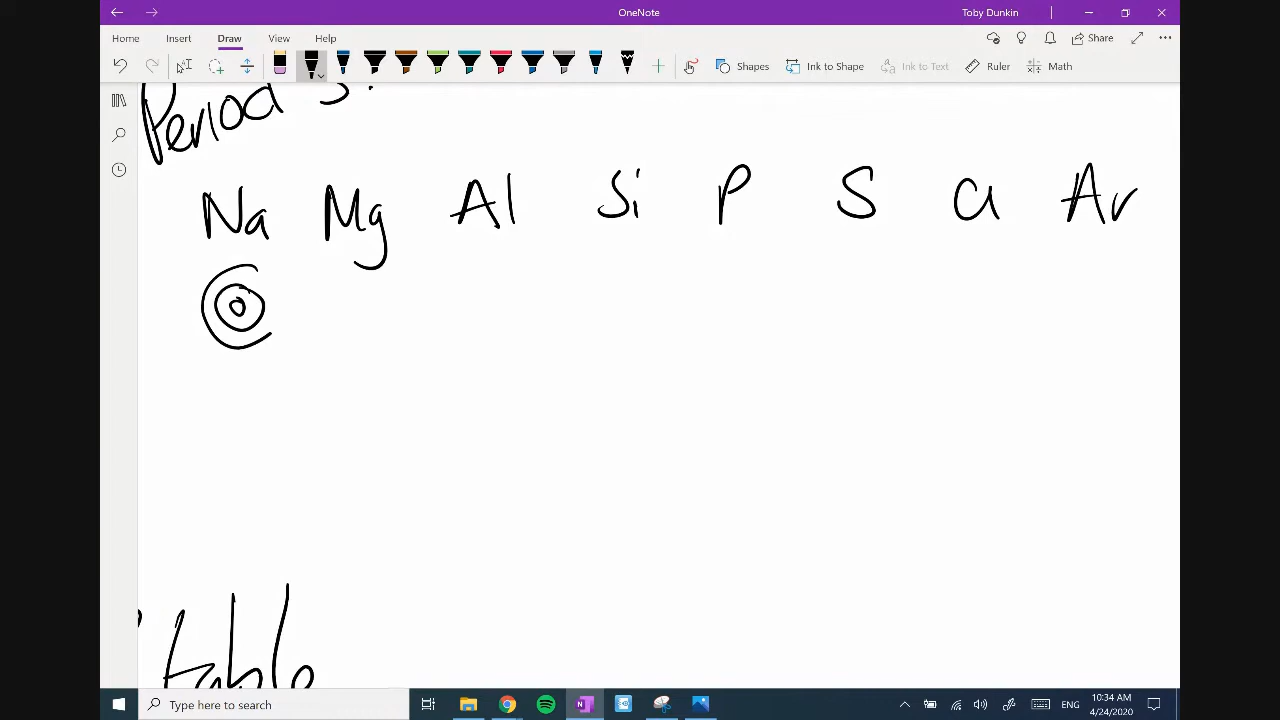 OneNote
Toby Dunkin
Home Insert Draw View Help
Share
Shapes Ink to Shape Ink to Text Ruler Math
Period 3:
Na Mg Al Si P S Cl Ar
table
Type here to search
ENG
10:34 AM
4/24/2020